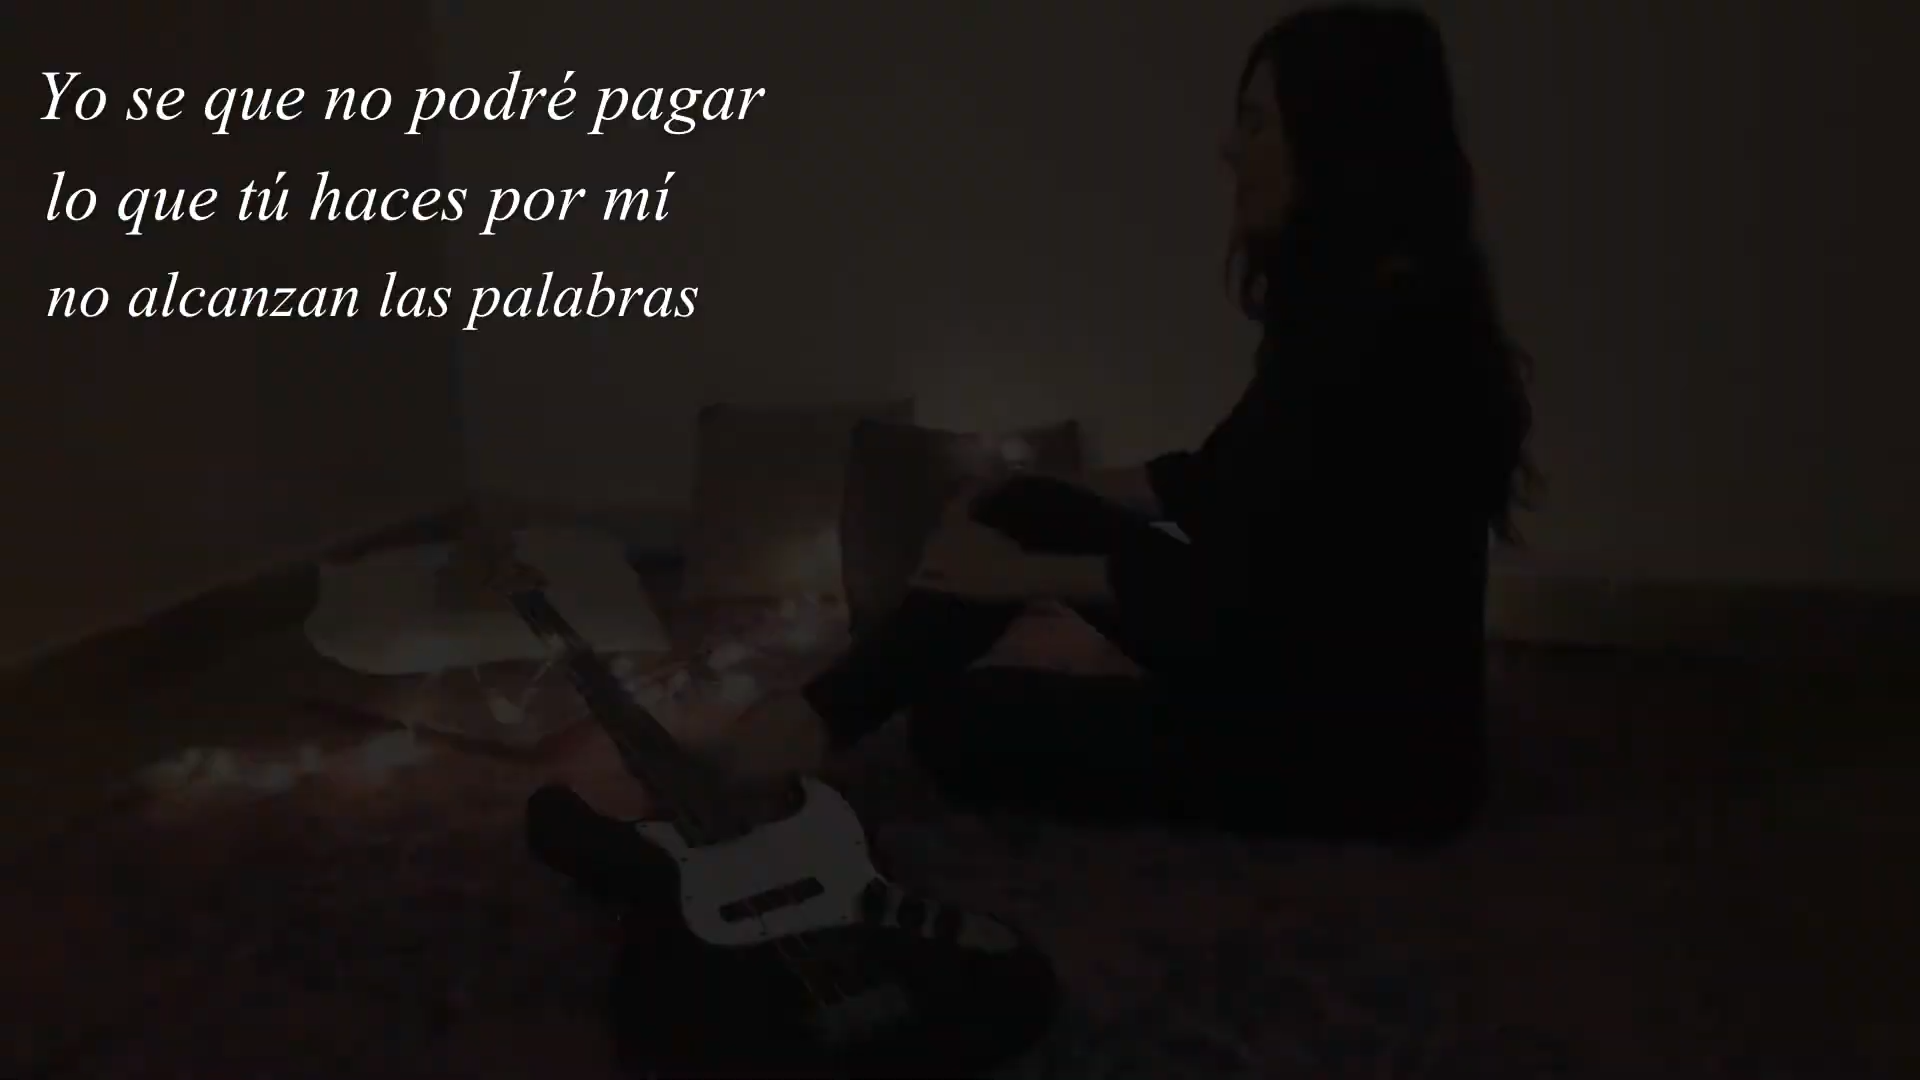 Yo se que no podré pagar
lo que tú haces por mí
no alcanzan las palabras